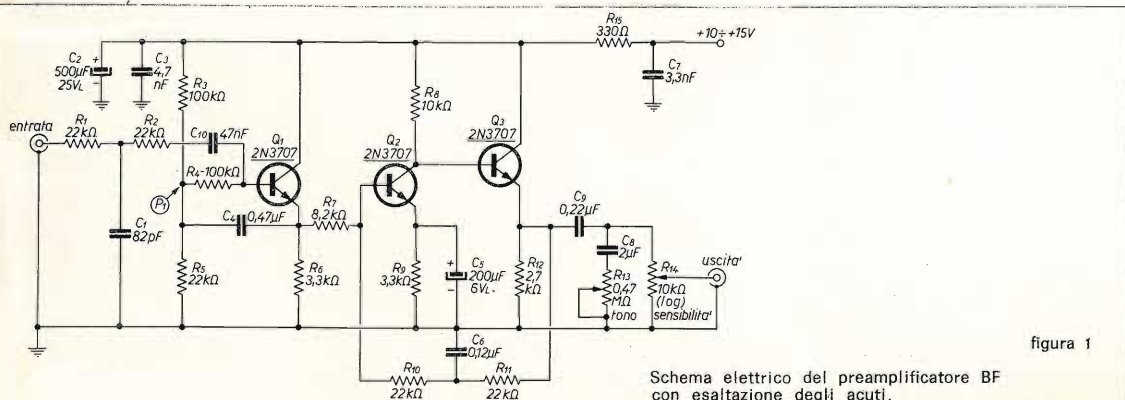 R15
330Ω
+10÷+15V
C2
500µF
25VL
+
−
C3
4,7
nF
R3
100kΩ
R8
10kΩ
C7
3,3nF
entrata
R1
22kΩ
R2
22kΩ
C10
47nF
Q1
2N3707
Q2
2N3707
Q3
2N3707
R4-100kΩ
P1
C1
82pF
C4
0,47µF
R7
8,2kΩ
C9
0,22µF
R5
22kΩ
R6
3,3kΩ
R9
3,3kΩ
+
−
C5
200µF
6VL
R12
2,7
kΩ
C8
2µF
R13
0,47
MΩ
tono
R14
10kΩ
(log)
sensibilita'
uscita'
C6
0,12µF
R10
22kΩ
R11
22kΩ
figura 1
Schema elettrico del preamplificatore BF
con esaltazione degli acuti.